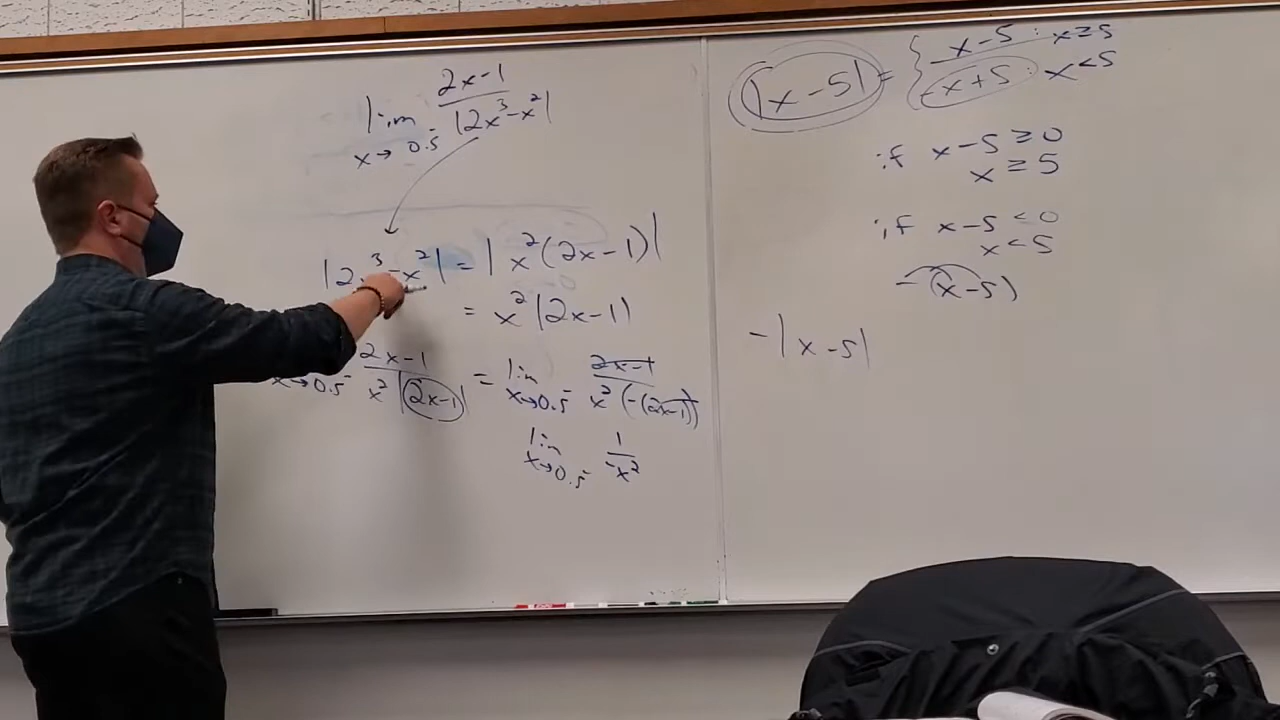 lim 2x-1
x→0.5⁻ |2x³-x²|
|2 ³-x²| = |x²(2x-1)|
= x²|2x-1|
x→0.5⁻ 2x-1 / x²|2x-1| = lim x→0.5⁻ 2x-1 / x²(-(2x-1))
lim x→0.5⁻ 1 / -x²
|x-5| = { x-5 : x≥5
-x+5 : x<5
if x-5 ≥ 0
x ≥ 5
if x-5 < 0
x < 5
-(x-5)
-|x-5|